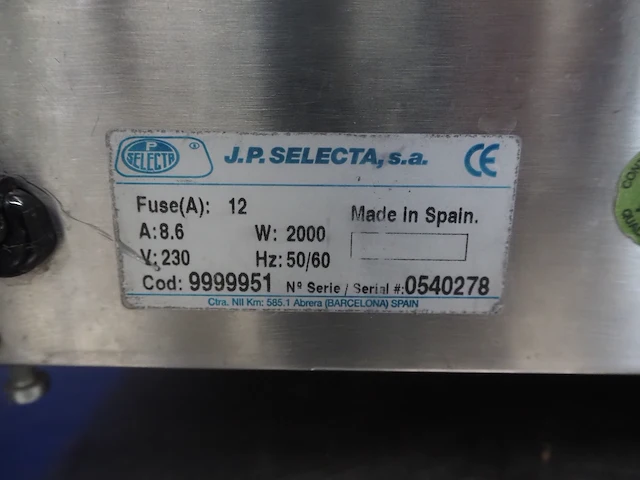 P
SELECTA
J.P. SELECTA, s.a.
CE
Fuse(A): 12
Made in Spain.
A: 8.6 W: 2000
V: 230 Hz: 50/60
Cod: 9999951 Nº Serie / Serial #: 0540278
Ctra. NII Km: 585.1 Abrera (BARCELONA) SPAIN